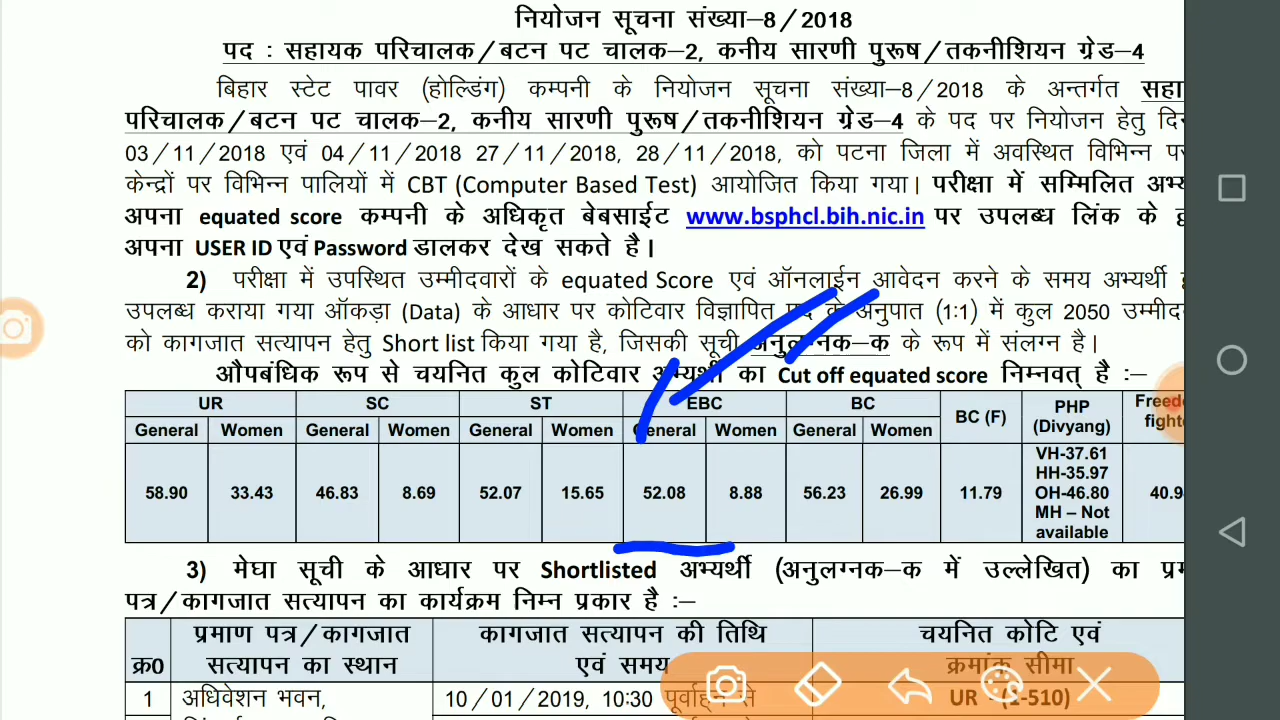 नियोजन सूचना संख्या–8/2018
पद : सहायक परिचालक/बटन पट चालक–2, कनीय सारणी पुरूष/तकनीशियन ग्रेड–4
बिहार स्टेट पावर (होल्डिंग) कम्पनी के नियोजन सूचना संख्या–8/2018 के अन्तर्गत
परिचालक/बटन पट चालक–2, कनीय सारणी पुरूष/तकनीशियन ग्रेड–4 के पद पर नियोजन हेतु
03/11/2018 एवं 04/11/2018 27/11/2018, 28/11/2018, को पटना जिला में अवस्थित विभिन्न
केन्द्रों पर विभिन्न पालियों में CBT (Computer Based Test) आयोजित किया गया। परीक्षा में सम्मिलित
अपना equated score कम्पनी के अधिकृत बेबसाईट www.bsphcl.bih.nic.in पर उपलब्ध लिंक के
अपना USER ID एवं Password डालकर देख सकते है।
2) परीक्षा में उपस्थित उम्मीदवारों के equated Score एवं ऑनलाईन आवेदन करने के समय अभ्यर्थी
उपलब्ध कराया गया ऑकड़ा (Data) के आधार पर कोटिवार विज्ञापित पद के अनुपात (1:1) में कुल 2050
को कागजात सत्यापन हेतु Short list किया गया है, जिसकी सूची अनुलग्नक–क के रूप में संलग्न है।
औपबंधिक रूप से चयनित कुल कोटिवार अभ्यर्थी का Cut off equated score निम्नवत् है :–
UR SC ST EBC BC BC (F) PHP (Divyang)
General Women General Women General Women General Women General Women
58.90 33.43 46.83 8.69 52.07 15.65 52.08 8.88 56.23 26.99 11.79
VH-37.61
HH-35.97
OH-46.80
MH – Not
available
3) मेघा सूची के आधार पर Shortlisted अभ्यर्थी (अनुलग्नक–क में उल्लेखित) का
पत्र/कागजात सत्यापन का कार्यक्रम निम्न प्रकार है :–
क्र0 प्रमाण पत्र/कागजात सत्यापन का स्थान कागजात सत्यापन की तिथि एवं समय चयनित कोटि एवं क्रमांक सीमा
1 अधिवेशन भवन, 10/01/2019, 10:30 पूर्वाह्न से UR - (1-510)